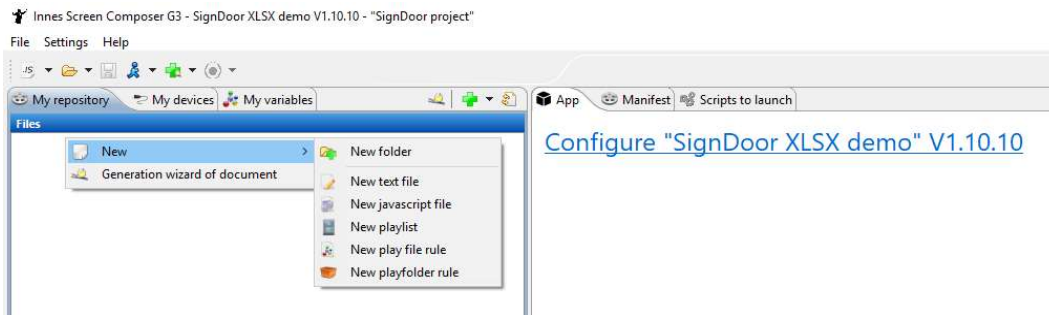 Innes Screen Composer G3 - SignDoor XLSX demo V1.10.10 - "SignDoor project"
File Settings Help
JS
My repository My devices My variables
App Manifest Scripts to launch
Files
Configure "SignDoor XLSX demo" V1.10.10
New
Generation wizard of document
New folder
New text file
New javascript file
New playlist
New play file rule
New playfolder rule